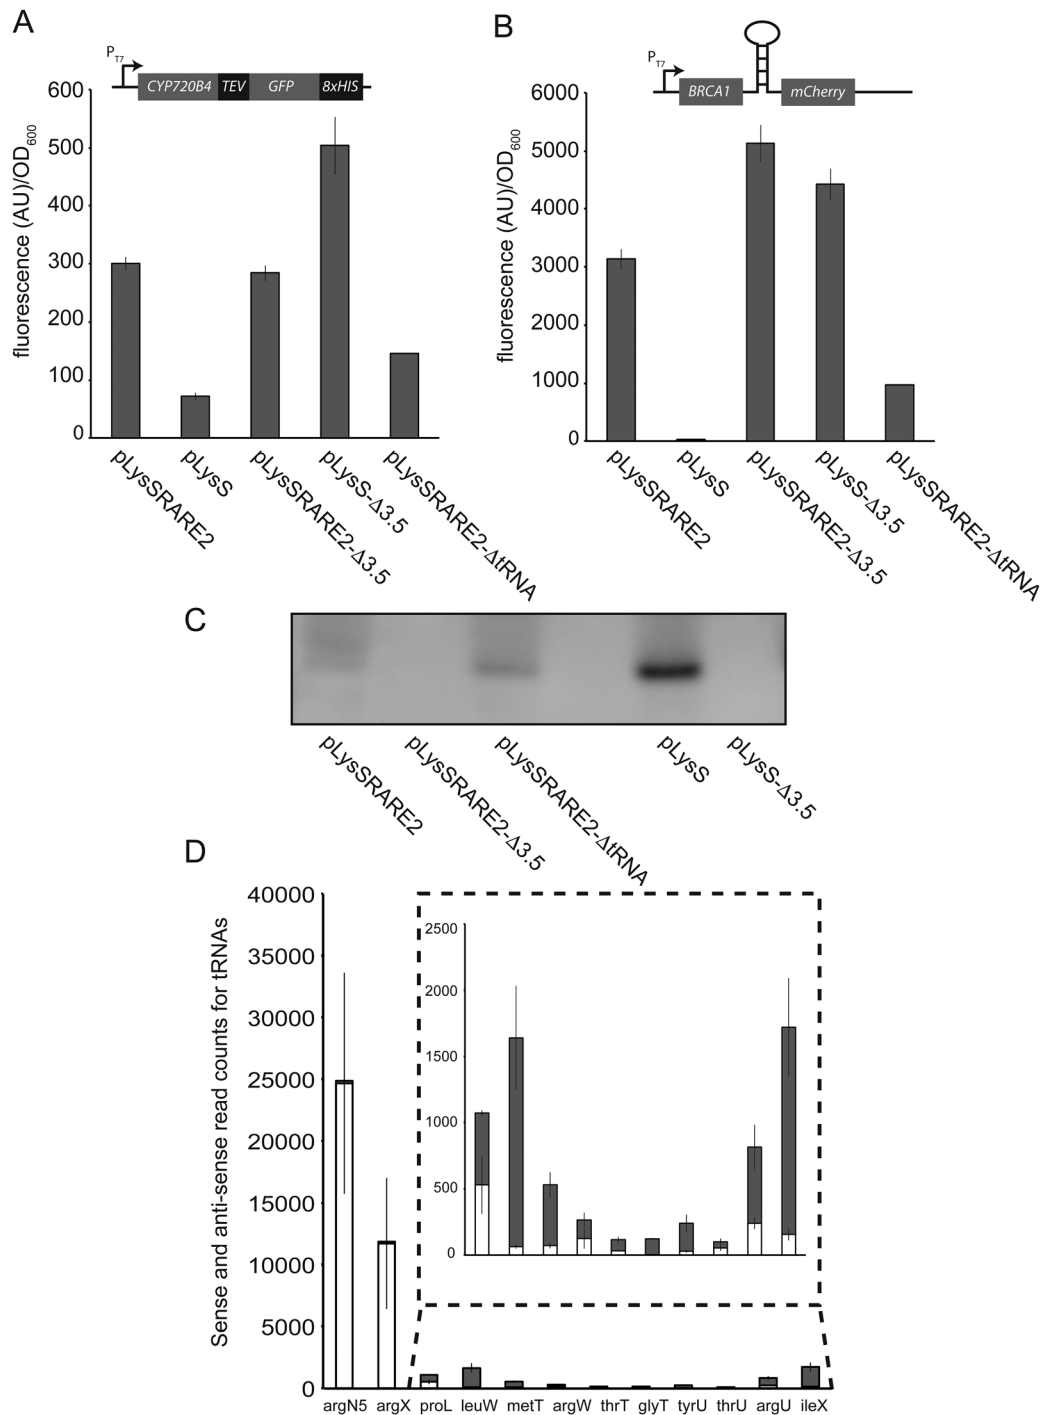 A
P T7
CYP720B4 TEV GFP 8xHIS
fluorescence (AU)/OD600
600
500
400
300
200
100
0
pLysSRARE2
pLysS
pLysSRARE2-Δ3.5
pLysS-Δ3.5
pLysSRARE2-ΔtRNA
B
P T7
BRCA1 mCherry
fluorescence (AU)/OD600
6000
5000
4000
3000
2000
1000
0
pLysSRARE2
pLysS
pLysSRARE2-Δ3.5
pLysS-Δ3.5
pLysSRARE2-ΔtRNA
C
pLysSRARE2
pLysSRARE2-Δ3.5
pLysSRARE2-ΔtRNA
pLysS
pLysS-Δ3.5
D
Sense and anti-sense read counts for tRNAs
40000
35000
30000
25000
20000
15000
10000
5000
0
2500
2000
1500
1000
500
0
argN5 argX proL leuW metT argW thrT glyT tyrU thrU argU ileX